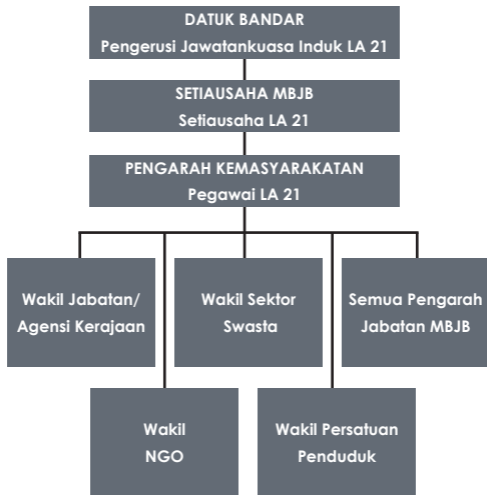 DATUK BANDAR
Pengerusi Jawatankuasa Induk LA 21
SETIAUSAHA MBJB
Setiausaha LA 21
PENGARAH KEMASYARAKATAN
Pegawai LA 21
Wakil Jabatan/
Agensi Kerajaan
Wakil Sektor
Swasta
Semua Pengarah
Jabatan MBJB
Wakil
NGO
Wakil Persatuan
Penduduk